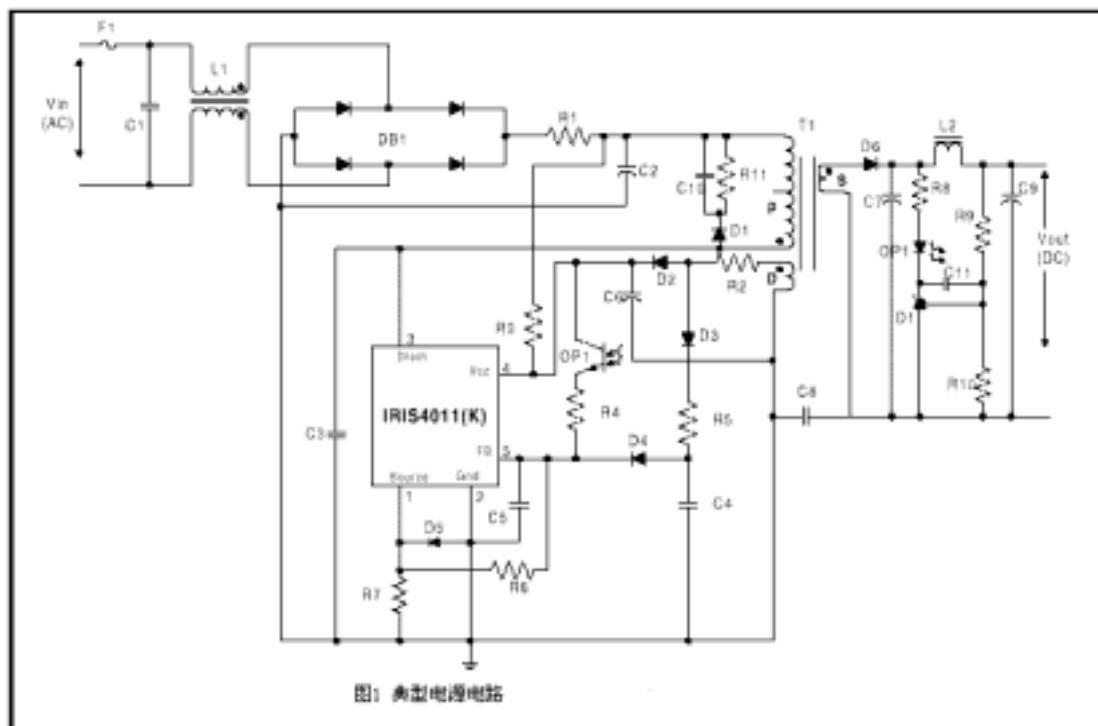 F1
L1
Vin
(AC)
C1
DB1
R1
C2
C10
R11
T1
P
D1
D6
L2
S
C7
R8
R9
C9
Vout
(DC)
OP1
C11
D2
R2
D
C6
R3
D3
OP1
R10
3
Drain
Vcc
4
IRIS4011(K)
R4
R5
C8
C3
D4
FB
5
Source
Gnd
1
2
C5
C4
D5
R6
R7
图1 典型电源电路